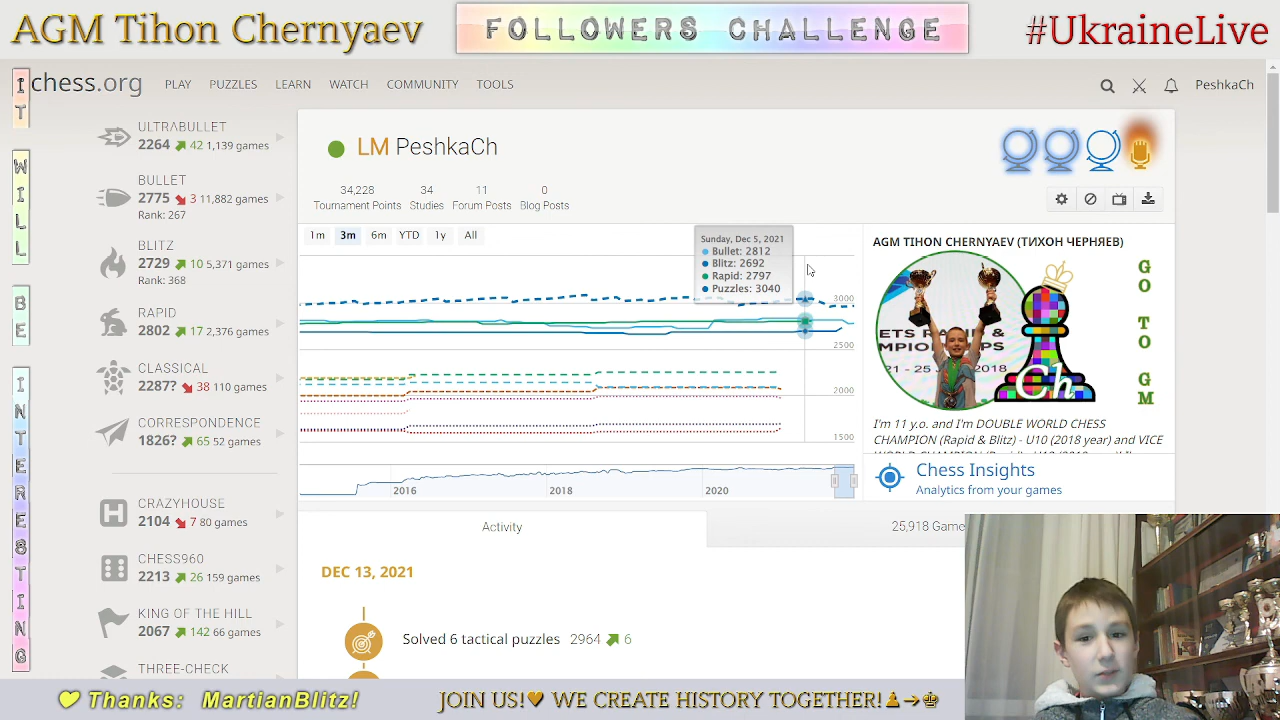 AGM Tihon Chernyaev
FOLLOWERS CHALLENGE
#UkraineLive
IT WILL BE INTERESTING
chess.org
PLAY PUZZLES LEARN WATCH COMMUNITY TOOLS
PeshkaCh
ULTRABULLET
2264 42 1,139 games
BULLET
2775 3 11,882 games
Rank: 267
BLITZ
2729 10 5,371 games
Rank: 368
RAPID
2802 17 2,376 games
CLASSICAL
2287? 38 110 games
CORRESPONDENCE
1826? 65 52 games
CRAZYHOUSE
2104 7 80 games
CHESS960
2213 26 159 games
KING OF THE HILL
2067 142 66 games
THREE-CHECK
LM PeshkaCh
34,228 34 11 0
Tournament Points Studies Forum Posts Blog Posts
1m 3m 6m YTD 1y All
Sunday, Dec 5, 2021
Bullet: 2812
Blitz: 2692
Rapid: 2797
Puzzles: 3040
3000
2500
2000
1500
2016 2018 2020
AGM TIHON CHERNYAEV (ТИХОН ЧЕРНЯЕВ)
ETS RAPID &
MPIONSHIPS
21 - 25 2018
Ch
GO TO GM
I'm 11 y.o. and I'm DOUBLE WORLD CHESS
CHAMPION (Rapid & Blitz) - U10 (2018 year) and VICE
Chess Insights
Analytics from your games
Activity
25,918 Game
DEC 13, 2021
Solved 6 tactical puzzles 2964 6
Thanks: MartianBlitz!
JOIN US! WE CREATE HISTORY TOGETHER!